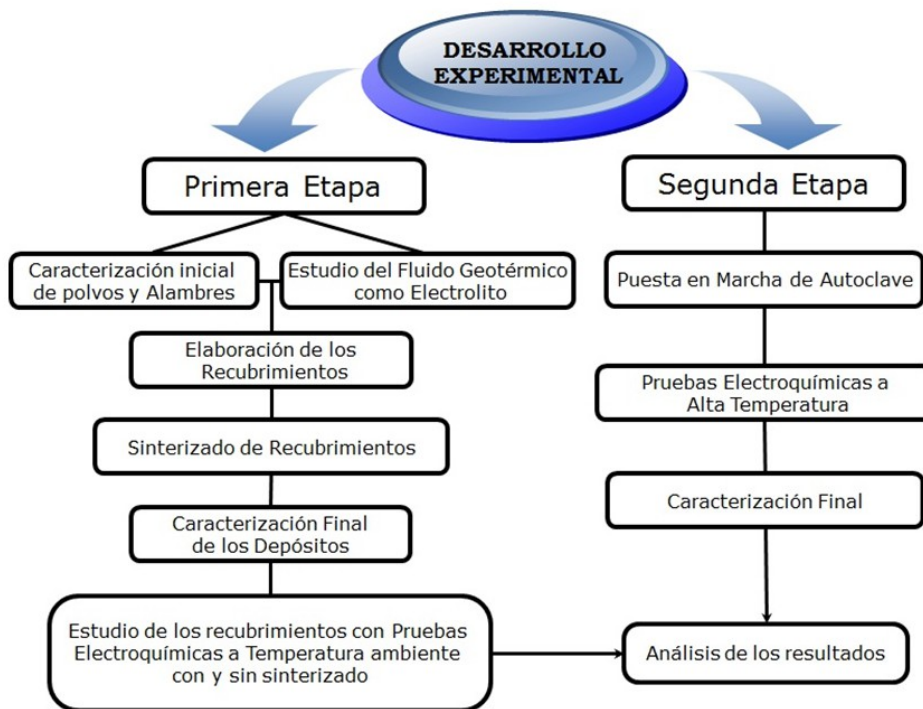 DESARROLLO
EXPERIMENTAL
Primera Etapa
Caracterización inicial
de polvos y Alambres
Estudio del Fluido Geotérmico
como Electrolito
Elaboración de los
Recubrimientos
Sinterizado de Recubrimientos
Caracterización Final
de los Depósitos
Estudio de los recubrimientos con Pruebas
Electroquímicas a Temperatura ambiente
con y sin sinterizado
Segunda Etapa
Puesta en Marcha de Autoclave
Pruebas Electroquímicas a
Alta Temperatura
Caracterización Final
Análisis de los resultados